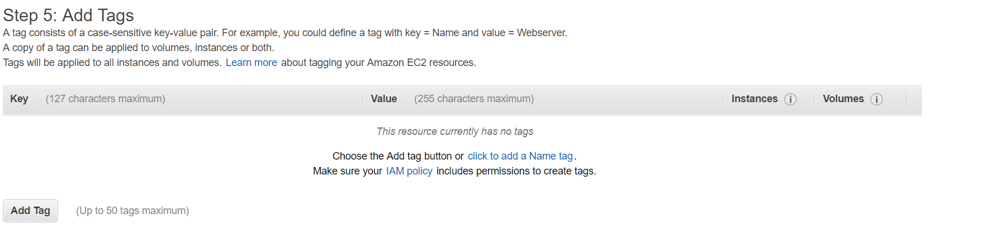 Step 5: Add Tags
A tag consists of a case-sensitive key-value pair. For example, you could define a tag with key = Name and value = Webserver.
A copy of a tag can be applied to volumes, instances or both.
Tags will be applied to all instances and volumes. Learn more about tagging your Amazon EC2 resources.
Key (127 characters maximum) Value (255 characters maximum) Instances i Volumes i
This resource currently has no tags
Choose the Add tag button or click to add a Name tag.
Make sure your IAM policy includes permissions to create tags.
Add Tag (Up to 50 tags maximum)